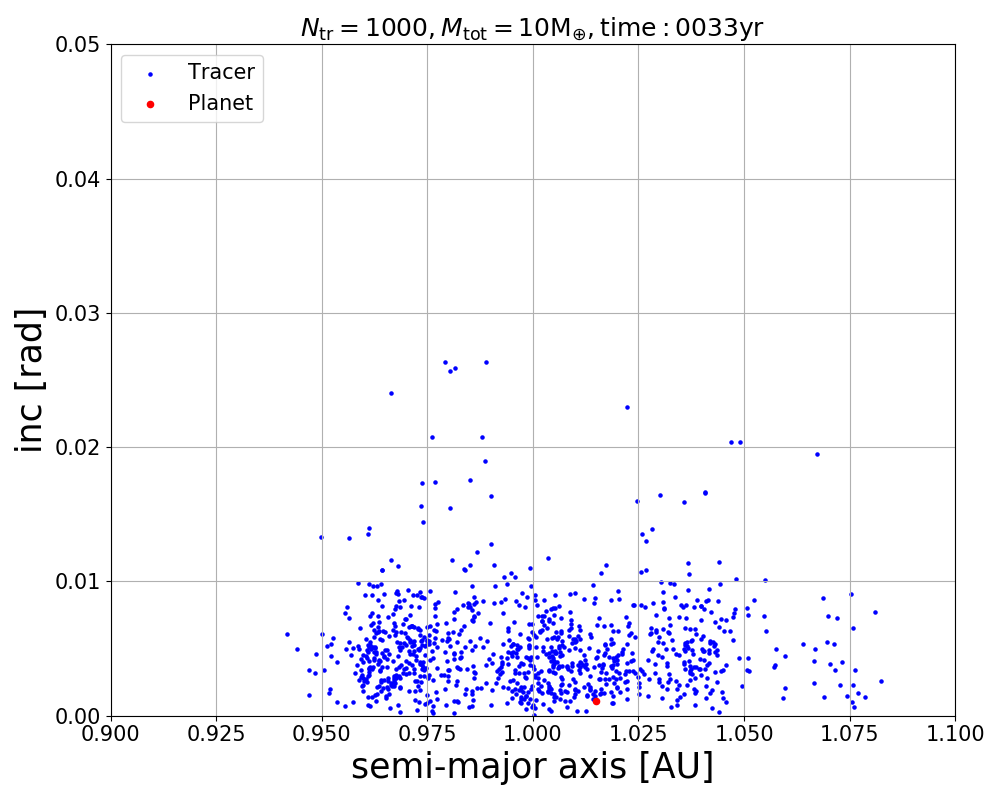 N_tr = 1000, M_tot = 10M_⊕, time : 0033yr
Tracer
Planet
0.05
0.04
0.03
0.02
0.01
0.00
inc [rad]
0.900 0.925 0.950 0.975 1.000 1.025 1.050 1.075 1.100
semi-major axis [AU]